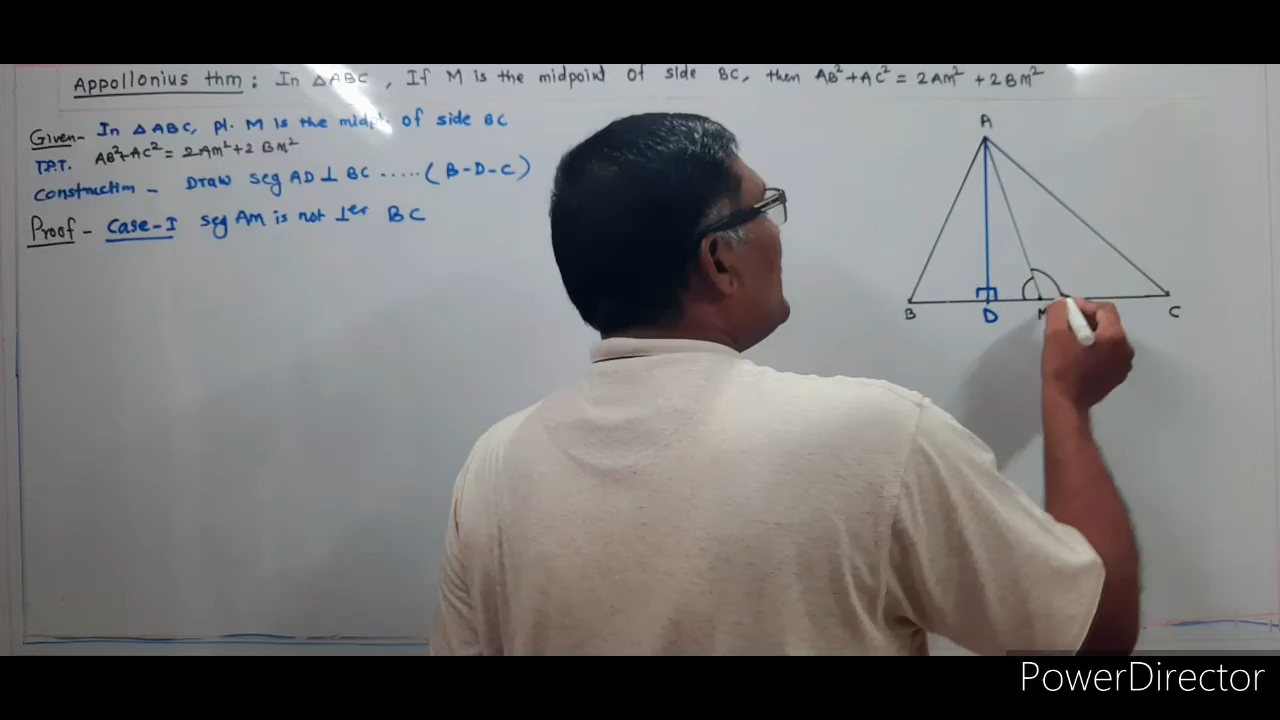 Appollonius thm : In △ABC , If M is the midpoint of side BC, then AB² + AC² = 2AM² + 2BM²
Given- In △ABC, pt. M is the midpt. of side BC
T.P.T. AB²+AC² = 2AM²+2BM²
Construction - Draw seg AD ⊥ BC ..... (B-D-C)
Proof - Case-I seg AM is not ⊥er BC
A
B D M C
PowerDirector